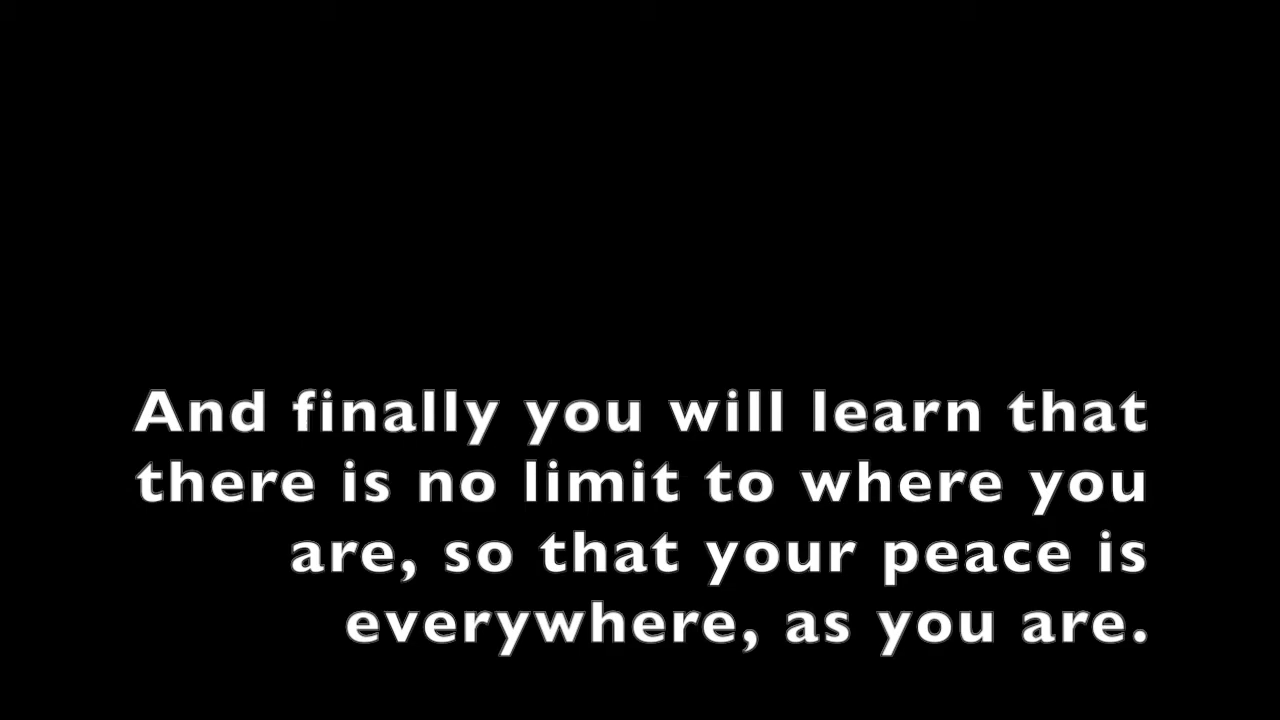 And finally you will learn that
there is no limit to where you
are, so that your peace is
everywhere, as you are.